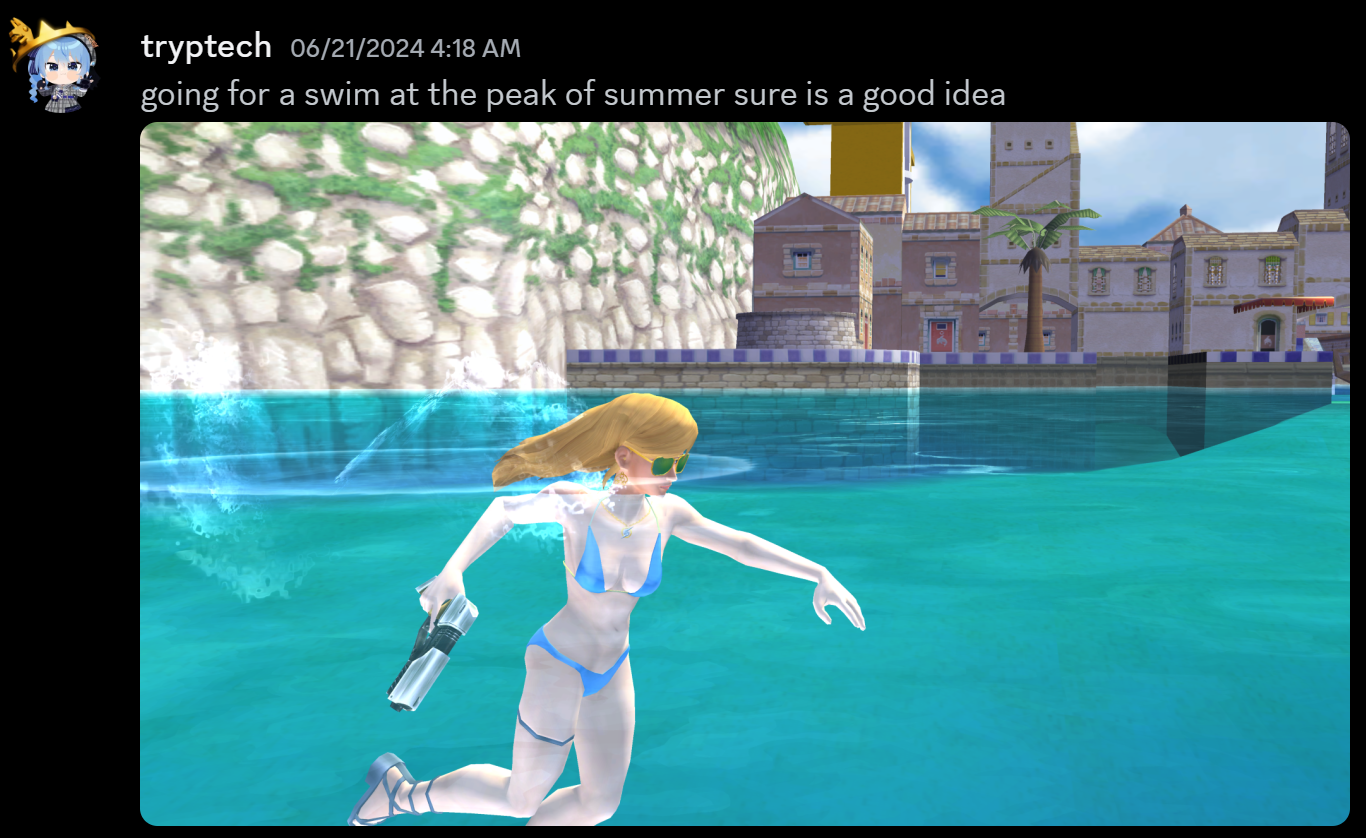 tryptech 06/21/2024 4:18 AM
going for a swim at the peak of summer sure is a good idea